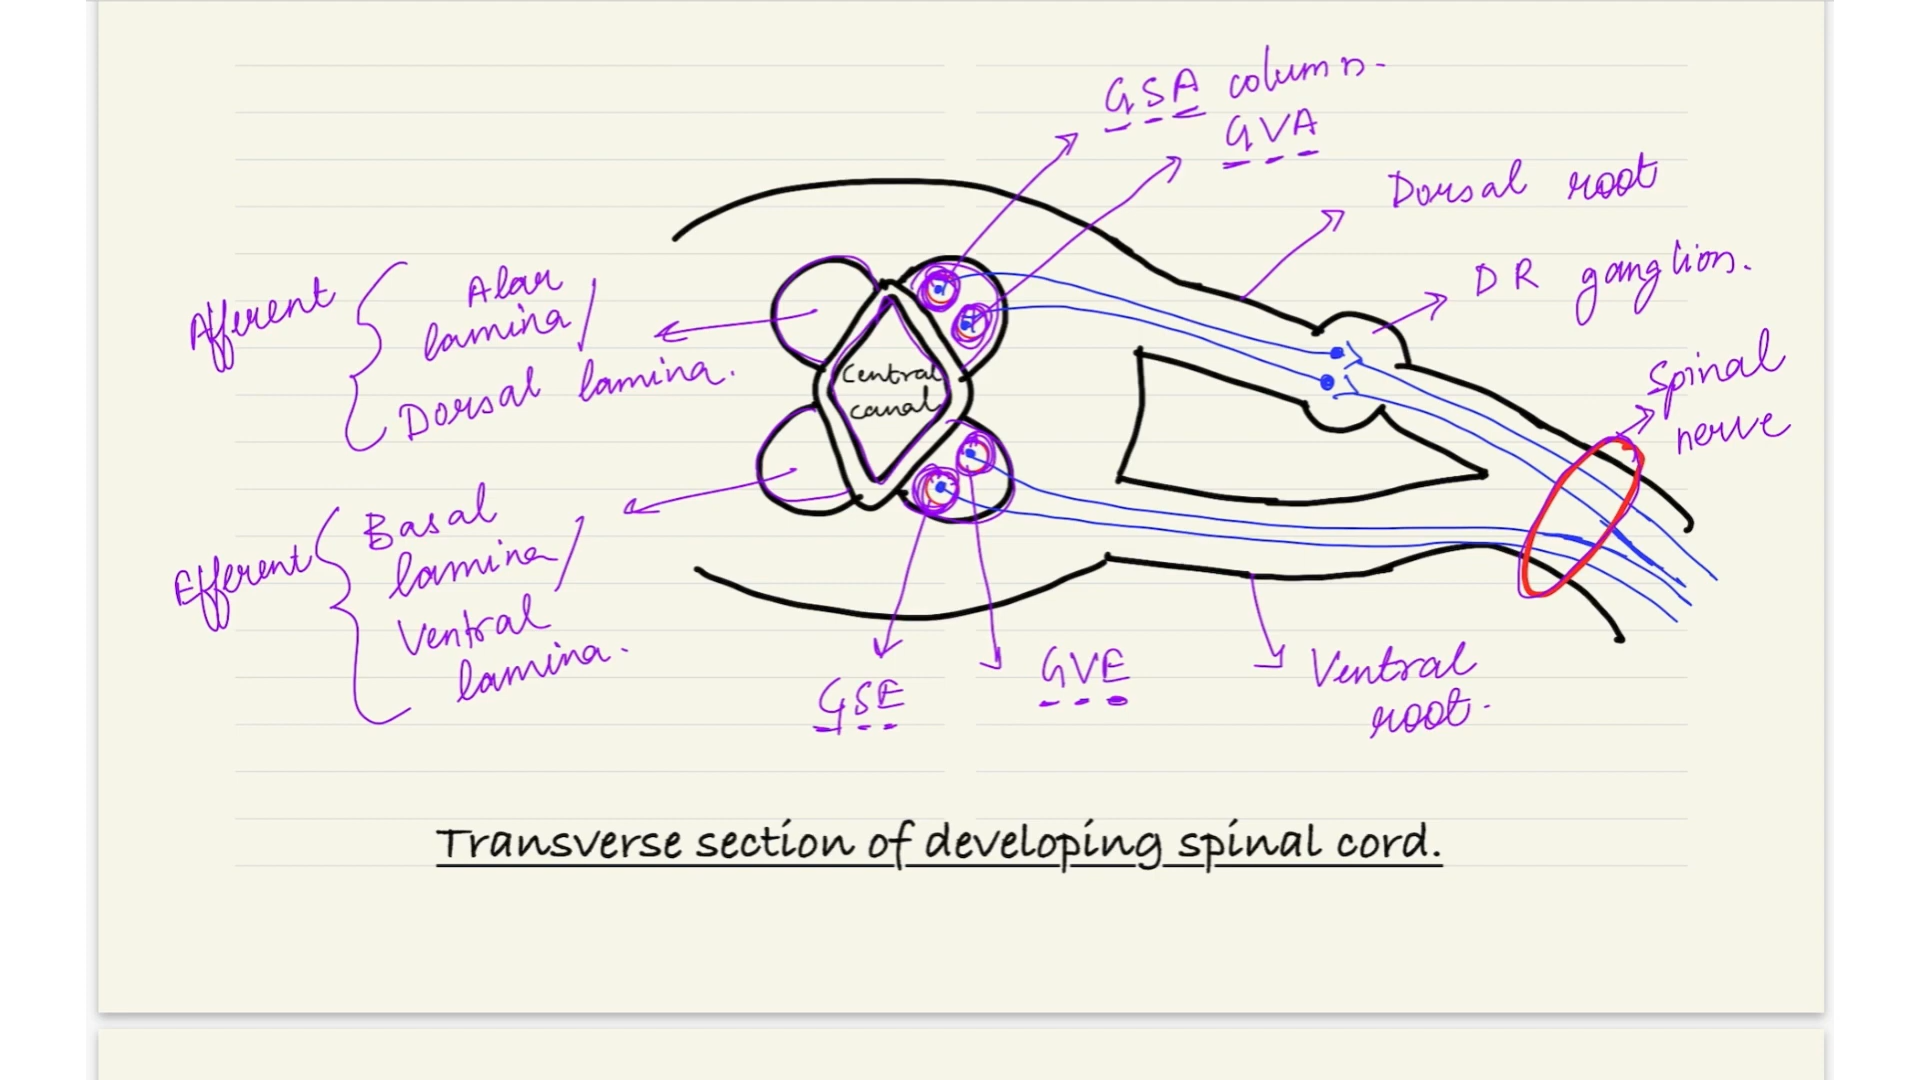 GSA column.
GVA
Dorsal root
DR ganglion.
Spinal
nerve
Afferent
Alar
lamina/
Dorsal lamina.
Central
canal
Efferent
Basal
lamina/
Ventral
lamina.
GSE
GVE
Ventral
root.
Transverse section of developing spinal cord.